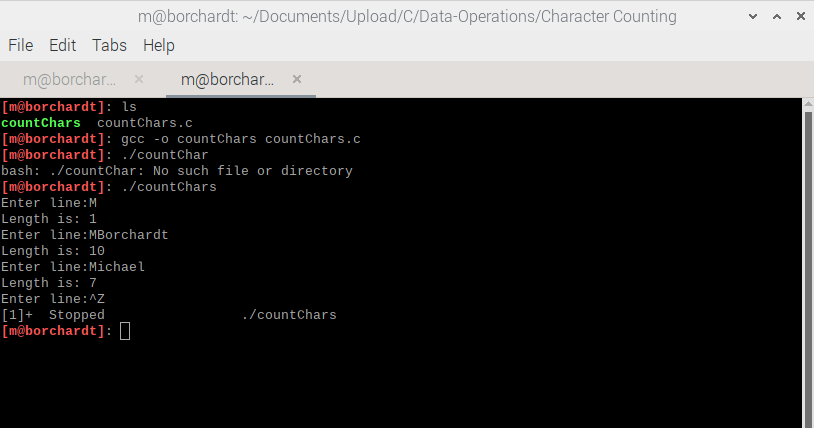 m@borchardt: ~/Documents/Upload/C/Data-Operations/Character Counting
File Edit Tabs Help
m@borchar... × m@borchar... ×
[m@borchardt]: ls
countChars  countChars.c
[m@borchardt]: gcc -o countChars countChars.c
[m@borchardt]: ./countChar
bash: ./countChar: No such file or directory
[m@borchardt]: ./countChars
Enter line:M
Length is: 1
Enter line:MBorchardt
Length is: 10
Enter line:Michael
Length is: 7
Enter line:^Z
[1]+  Stopped                 ./countChars
[m@borchardt]: